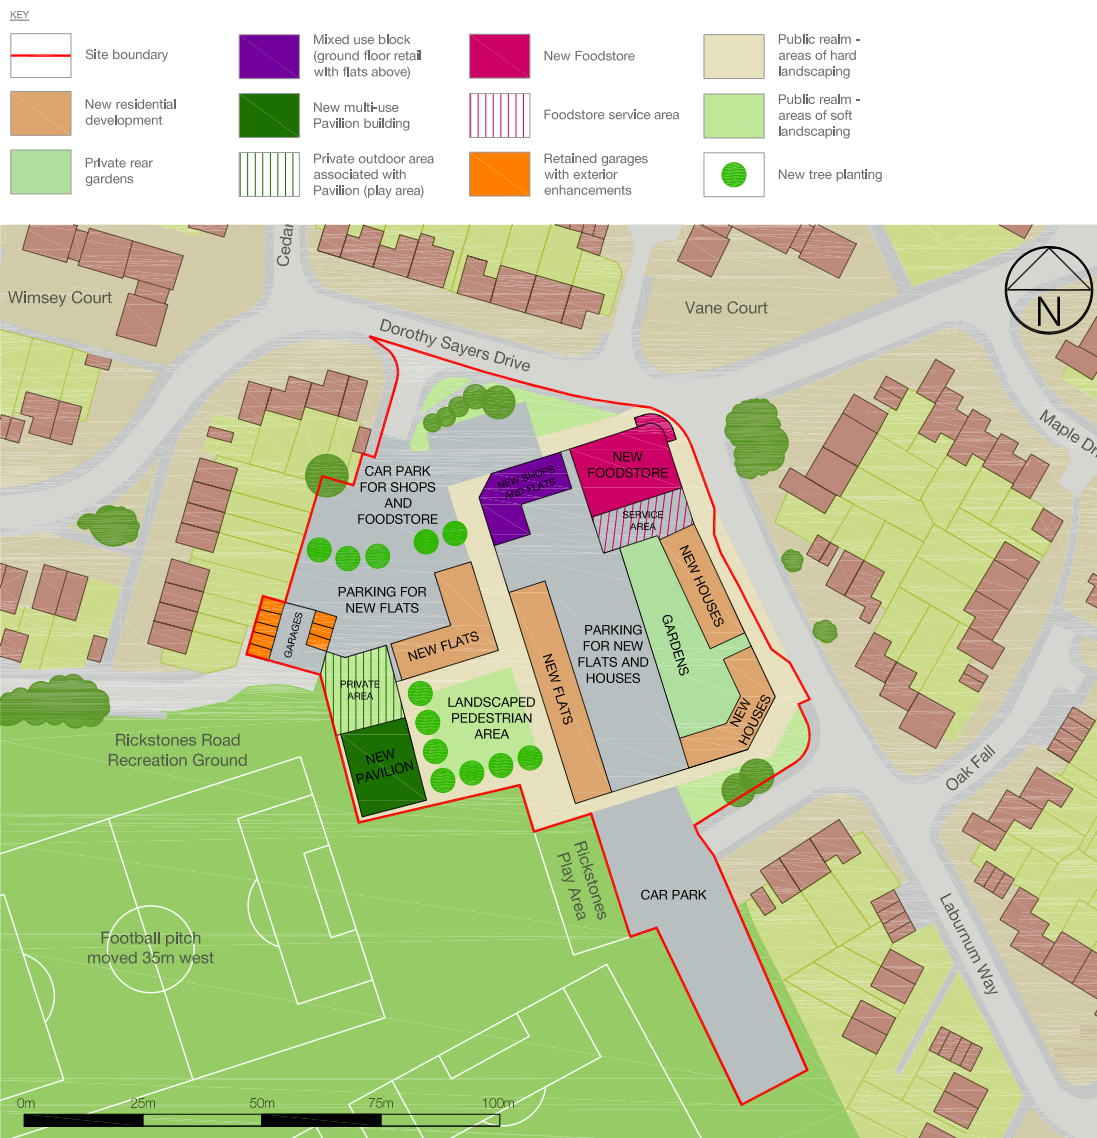 KEY
Site boundary
New residential
development
Private rear
gardens
Mixed use block
(ground floor retail
with flats above)
New multi-use
Pavilion building
Private outdoor area
associated with
Pavilion (play area)
New Foodstore
Foodstore service area
Retained garages
with exterior
enhancements
Public realm -
areas of hard
landscaping
Public realm -
areas of soft
landscaping
New tree planting
Cedar
Wimsey Court
Vane Court
N
Dorothy Sayers Drive
Maple Dr
CAR PARK
FOR SHOPS
AND
FOODSTORE
NEW SHOPS
AND FLATS
NEW
FOODSTORE
SERVICE
AREA
PARKING FOR
NEW FLATS
GARAGES
NEW FLATS
NEW FLATS
PARKING
FOR NEW
FLATS AND
HOUSES
GARDENS
NEW HOUSES
NEW
HOUSES
PRIVATE
AREA
LANDSCAPED
PEDESTRIAN
AREA
NEW
PAVILION
Rickstones Road
Recreation Ground
Oak Fall
Rickstones
Play Area
CAR PARK
Laburnum Way
Football pitch
moved 35m west
0m
25m
50m
75m
100m